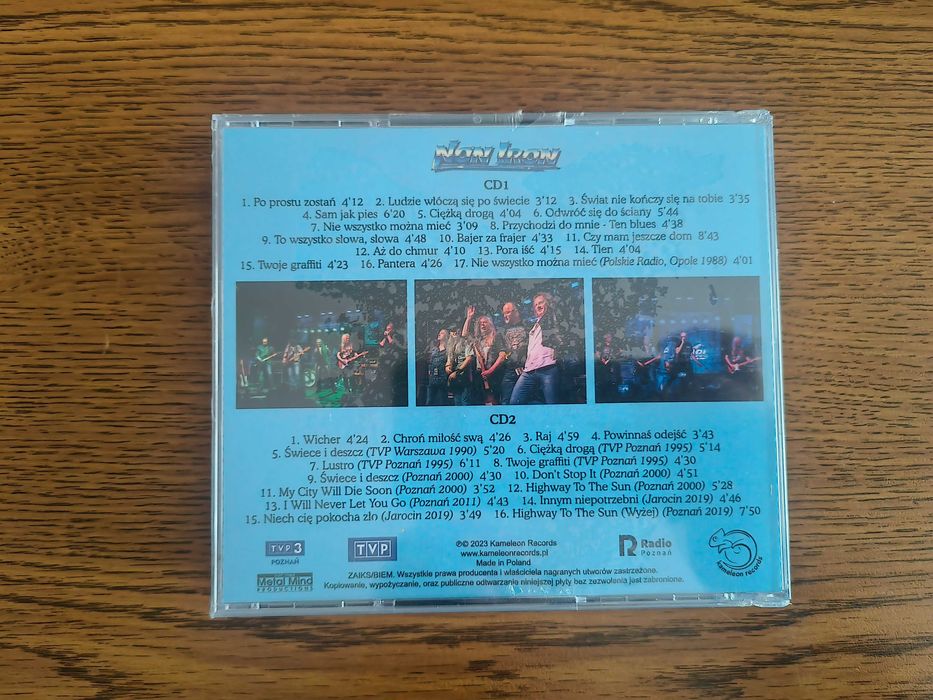 NON IRON
CD1
1. Po prostu zostań 4'12 2. Ludzie włóczą się po świecie 3'12 3. Świat nie kończy się na tobie 3'35
4. Sam jak pies 6'20 5. Ciężką drogą 4'04 6. Odwróć się do ściany 5'44
7. Nie wszystko można mieć 3'09 8. Przychodzi do mnie - Ten blues 4'38
9. To wszystko słowa, słowa 4'48 10. Bajer za frajer 4'33 11. Czy mam jeszcze dom 8'43
12. Aż do chmur 4'10 13. Pora iść 4'15 14. Tlen 4'04
15. Twoje graffiti 4'23 16. Pantera 4'26 17. Nie wszystko można mieć (Polskie Radio, Opole 1988) 4'01
CD2
1. Wicher 4'24 2. Chroń miłość swą 4'26 3. Raj 4'59 4. Powinnaś odejść 3'43
5. Świece i deszcz (TVP Warszawa 1990) 5'20 6. Ciężką drogą (TVP Poznań 1995) 5'14
7. Lustro (TVP Poznań 1995) 6'11 8. Twoje graffiti (TVP Poznań 1995) 4'30
9. Świece i deszcz (Poznań 2000) 4'30 10. Don't Stop It (Poznań 2000) 4'51
11. My City Will Die Soon (Poznań 2000) 3'52 12. Highway To The Sun (Poznań 2000) 5'28
13. I Will Never Let You Go (Poznań 2011) 4'43 14. Innym niepotrzebni (Jarocin 2019) 4'46
15. Niech cię pokocha zło (Jarocin 2019) 3'49 16. Highway To The Sun (Wyżej) (Poznań 2019) 7'50
TVP3
POZNAŃ
TVP
℗© 2023 Kameleon Records
www.kameleonrecords.pl
Made in Poland
Radio
Poznań
kameleon records
Metal Mind
PRODUCTIONS
ZAIKS/BIEM. Wszystkie prawa producenta i właściciela nagranych utworów zastrzeżone.
Kopiowanie, wypożyczanie, oraz publiczne odtwarzanie niniejszej płyty bez zezwolenia jest zabronione.